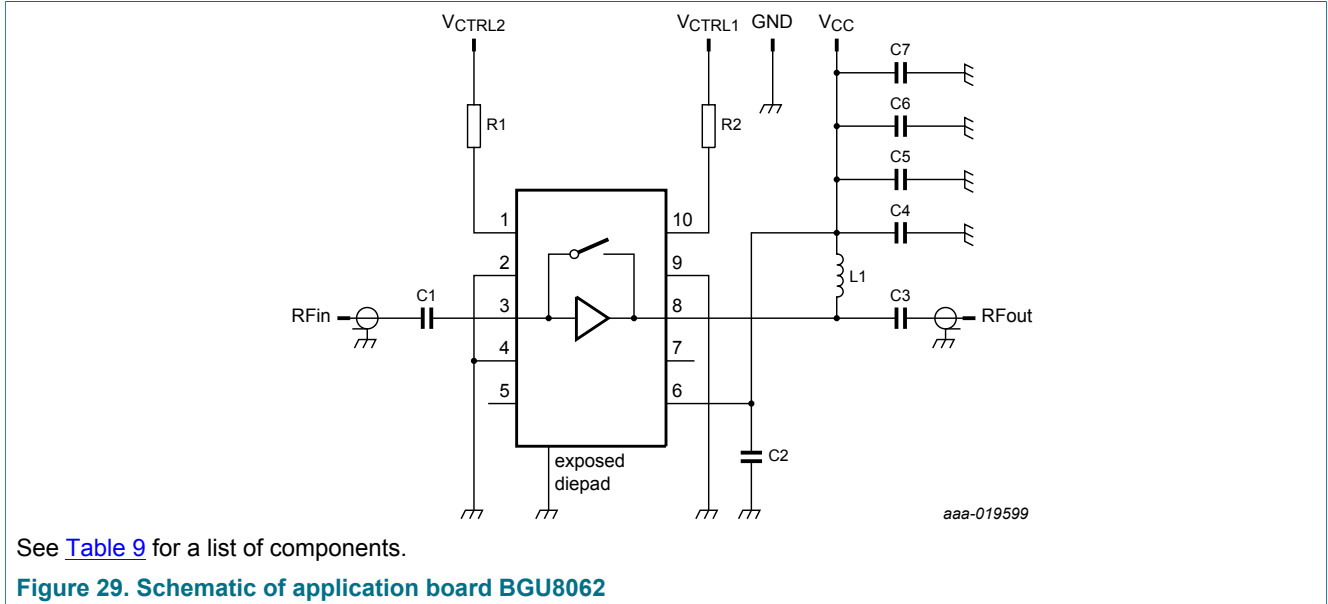 VCTRL2
VCTRL1 GND VCC
C7
C6
R1
R2
C5
C4
1
10
2
9
L1
RFin
C1
3
8
C3
RFout
4
7
5
6
C2
exposed
diepad
aaa-019599
See Table 9 for a list of components.
Figure 29. Schematic of application board BGU8062